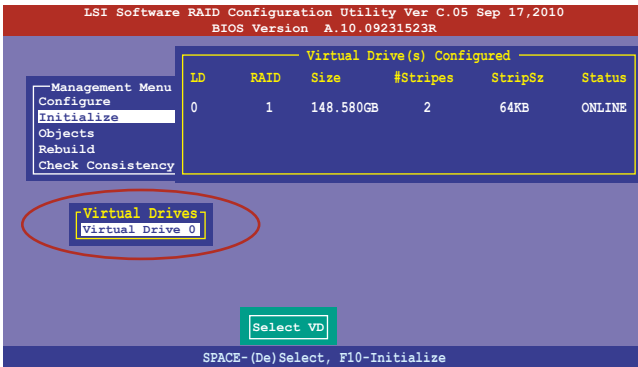 LSI Software RAID Configuration Utility Ver C.05 Sep 17,2010
BIOS Version A.10.09231523R
Virtual Drive(s) Configured
LD RAID Size #Stripes StripSz Status
0 1 148.580GB 2 64KB ONLINE
Management Menu
Configure
Initialize
Objects
Rebuild
Check Consistency
Virtual Drives
Virtual Drive 0
Select VD
SPACE-(De)Select, F10-Initialize